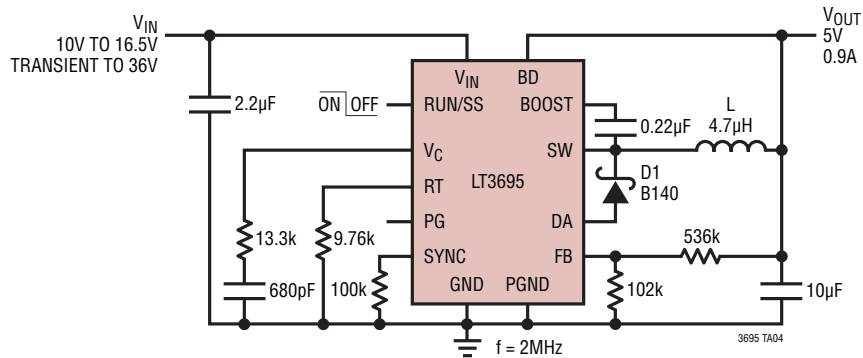 VIN
10V TO 16.5V
TRANSIENT TO 36V
VOUT
5V
0.9A
2.2µF
ON OFF
VIN
BD
RUN/SS
BOOST
0.22µF
L
4.7µH
VC
SW
RT
LT3695
D1
B140
PG
DA
13.3k
9.76k
SYNC
FB
536k
680pF
100k
GND
PGND
102k
10µF
f = 2MHz
3695 TA04